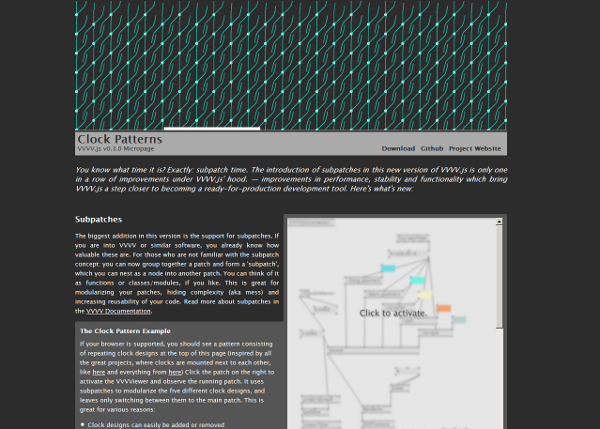 Clock Patterns
VVVV.js v0.3.0 Micropage
Download Github Project Website
You know what time it is? Exactly: subpatch time. The introduction of subpatches in this new version of VVVV.js is only one
in a row of improvements under VVVV.js' hood. — improvements in performance, stability and functionality which bring
VVVV.js a step closer to becoming a ready-for-production development tool. Here's what's new:
Subpatches
The biggest addition in this version is the support for subpatches. If
you are into VVVV or similar software, you already know how
valuable these are. For those who are not familiar with the subpatch
concept: you can now group together a patch and form a 'subpatch',
which you can nest as a node into another patch. You can think of it
as functions or classes/modules, if you like. This is great for
modularizing your patches, hiding complexity (aka mess) and
increasing reusability of your code. Read more about subpatches in
the VVVV Documentation.
The Clock Pattern Example
If your browser is supported, you should see a pattern consisting
of repeating clock designs at the top of this page (inspired by all
the great projects, where clocks are mounted next to each other,
like here and everything from here) Click the patch on the right to
activate the VVVViewer and observe the running patch. It uses
subpatches to modularize the five different clock designs, and
leaves only switching between them to the main patch. This is
great for various reasons:
• Clock designs can easily be added or removed
Click to activate.